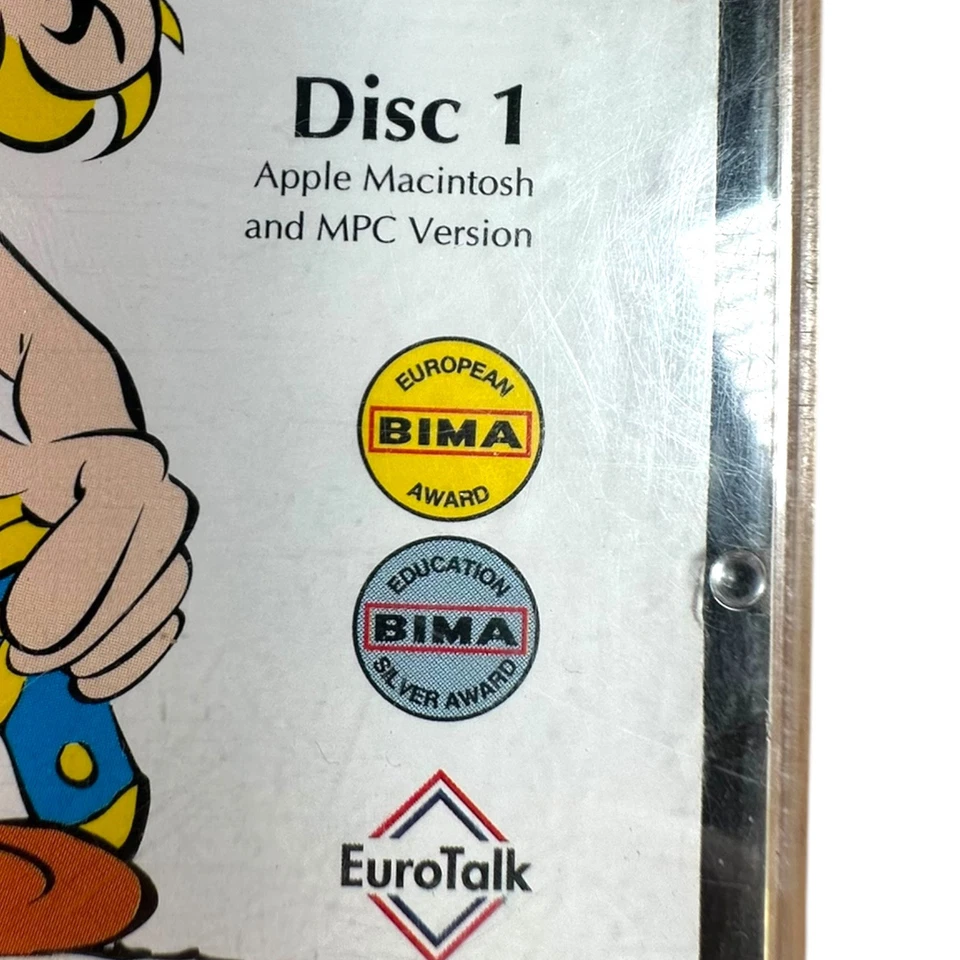 Disc 1
Apple Macintosh
and MPC Version
EUROPEAN
BIMA
AWARD
EDUCATION
BIMA
SILVER AWARD
EuroTalk